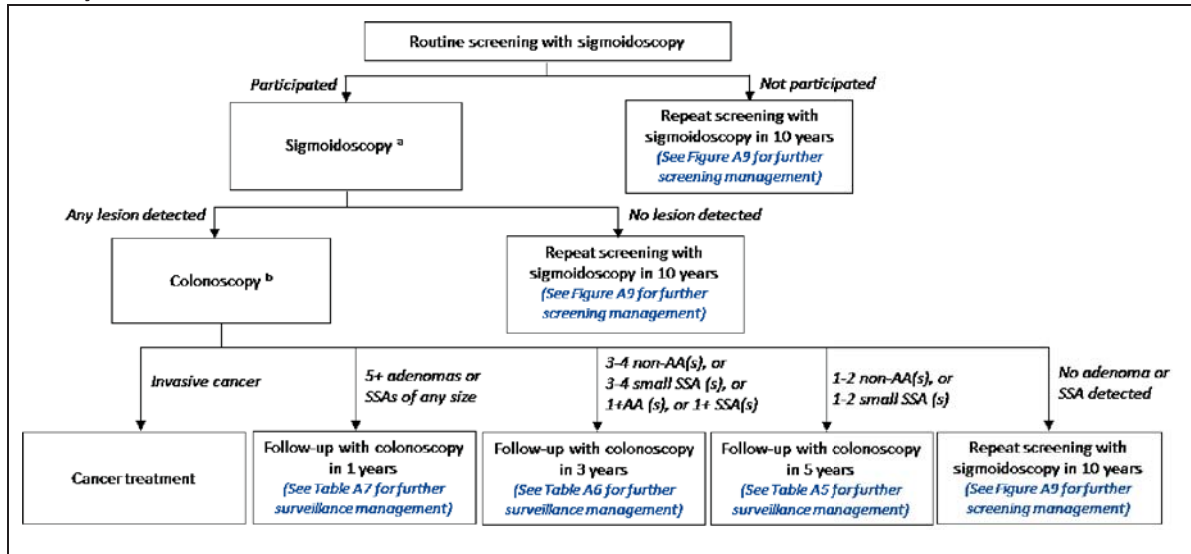 Routine screening with sigmoidoscopy
Participated
Not participated
Sigmoidoscopy a
Repeat screening with
sigmoidoscopy in 10 years
(See Figure A9 for further
screening management)
Any lesion detected
No lesion detected
Colonoscopy b
Repeat screening with
sigmoidoscopy in 10 years
(See Figure A9 for further
screening management)
Invasive cancer
5+ adenomas or
SSAs of any size
3-4 non-AA(s), or
3-4 small SSA (s), or
1+AA (s), or 1+ SSA(s)
1-2 non-AA(s), or
1-2 small SSA (s)
No adenoma or
SSA detected
Cancer treatment
Follow-up with colonoscopy
in 1 years
(See Table A7 for further
surveillance management)
Follow-up with colonoscopy
in 3 years
(See Table A6 for further
surveillance management)
Follow-up with colonoscopy
in 5 years
(See Table A5 for further
surveillance management)
Repeat screening with
sigmoidoscopy in 10 years
(See Figure A9 for further
screening management)